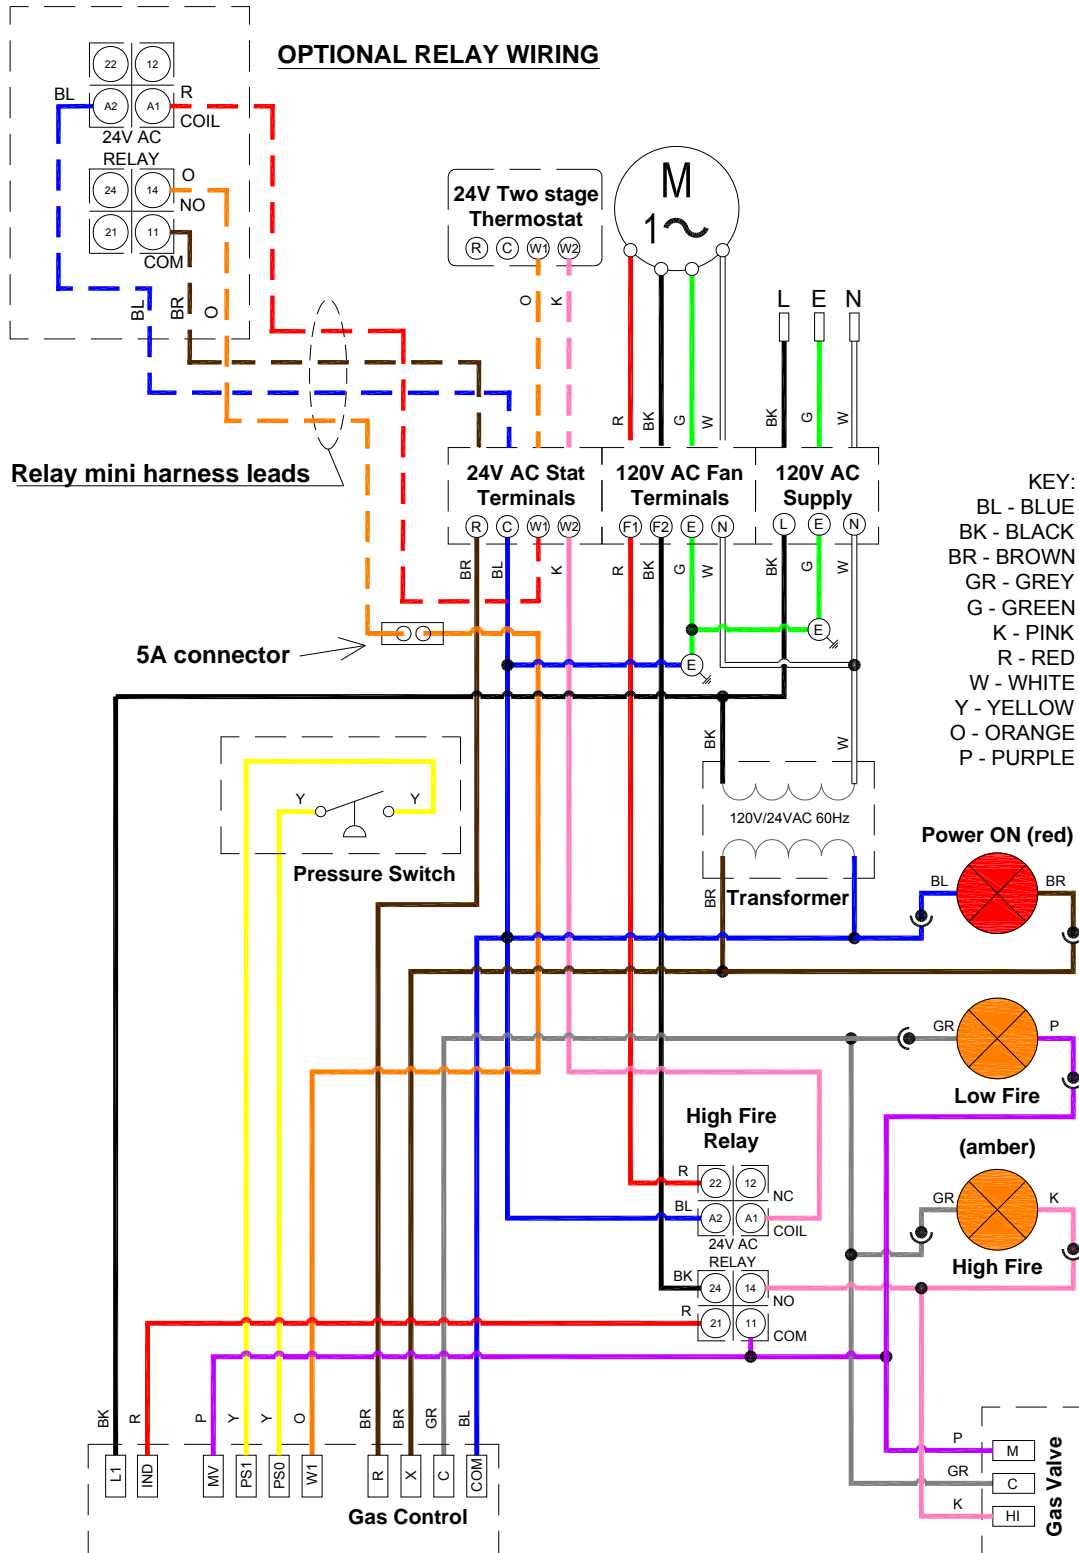 OPTIONAL RELAY WIRING
22 12
BL A2 A1 R
COIL
24V AC
RELAY
24 14 O
NO
21 11
COM
BL BR O
Relay mini harness leads
24V Two stage
Thermostat
R C W1 W2
O K
M
1
L E N
R BK G W
BK G W
24V AC Stat
Terminals
R C W1 W2
120V AC Fan
Terminals
F1 F2 E N
120V AC
Supply
L E N
KEY:
BL - BLUE
BK - BLACK
BR - BROWN
GR - GREY
G - GREEN
K - PINK
R - RED
W - WHITE
Y - YELLOW
O - ORANGE
P - PURPLE
BR BL K R BK G W BK G W
E
E
5A connector
BK W
Y Y
Pressure Switch
120V/24VAC 60Hz
BR
Transformer
Power ON (red)
BL BR
GR P
Low Fire
(amber)
GR K
High Fire
High Fire
Relay
R 22 12
NC
BL A2 A1
COIL
24V AC
RELAY
BK 24 14
NO
R 21 11
COM
BK R P Y Y O BR BR GR BL
L1 IND MV PS1 PS0 W1 R X C COM
Gas Control
P M
GR C
K HI
Gas Valve